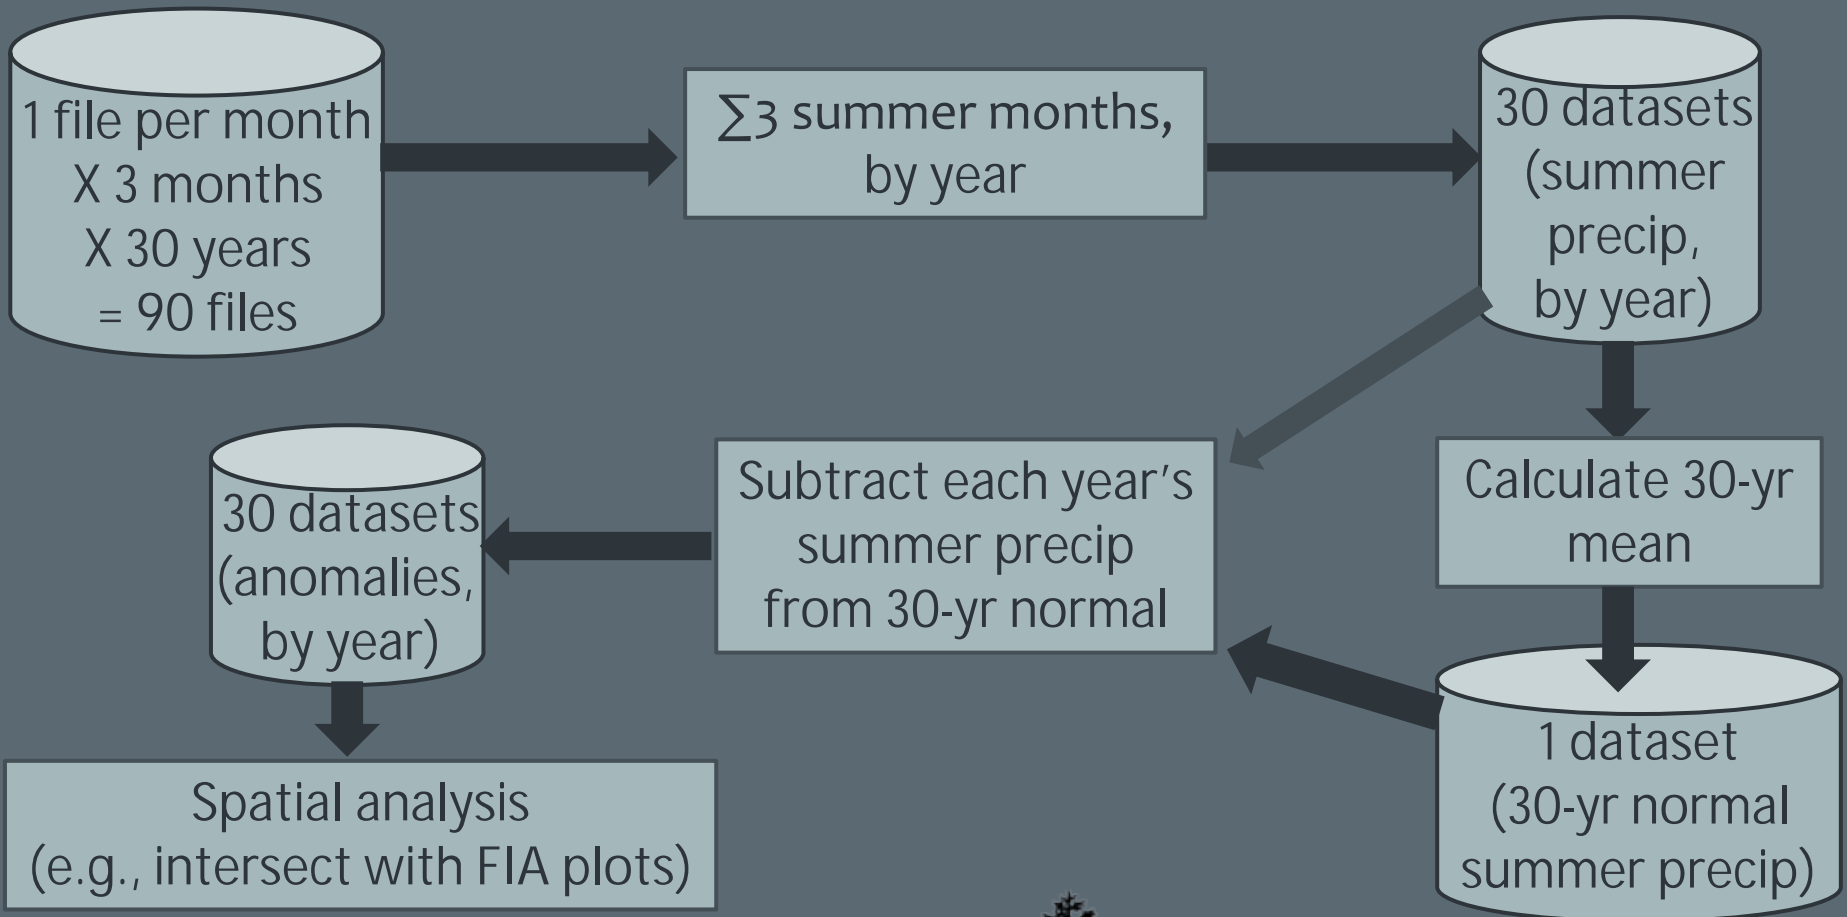 1 file per month
X 3 months
X 30 years
= 90 files
∑3 summer months,
by year
30 datasets
(summer
precip,
by year)
Calculate 30-yr
mean
1 dataset
(30-yr normal
summer precip)
Subtract each year's
summer precip
from 30-yr normal
30 datasets
(anomalies,
by year)
Spatial analysis
(e.g., intersect with FIA plots)